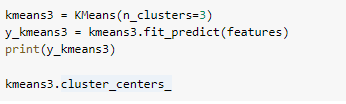 kmeans3 = KMeans(n_clusters=3)
y_kmeans3 = kmeans3.fit_predict(features)
print(y_kmeans3)
kmeans3.cluster_centers_